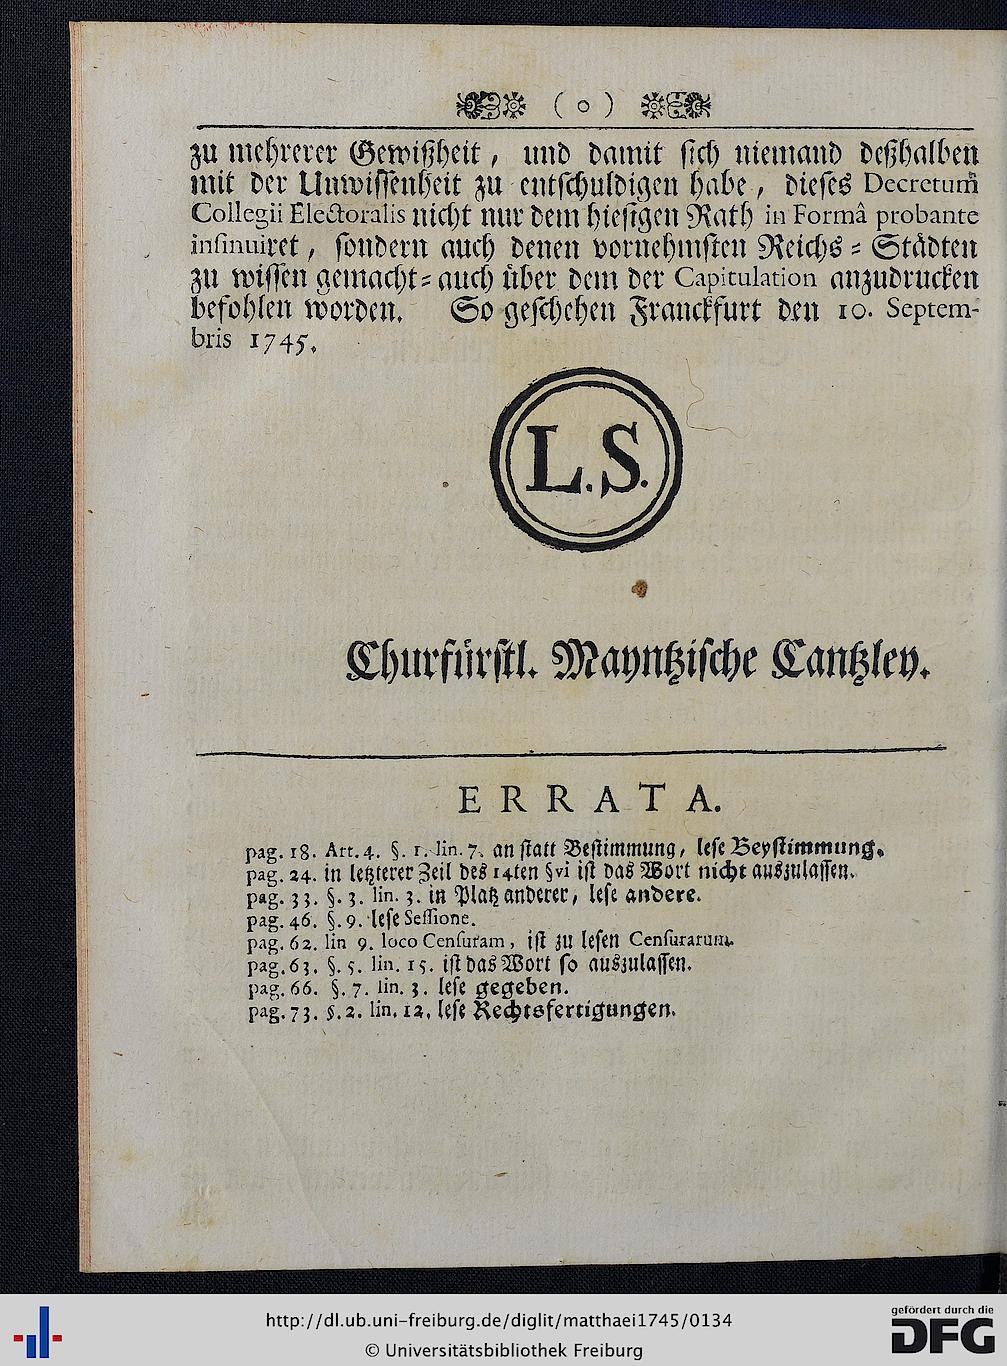 ( o )
zu mehrerer Gewißheit, und damit sich niemand deßhalben
mit der Unwissenheit zu entschuldigen habe, dieses Decretum
Collegii Electoralis nicht nur dem hiesigen Rath in Formâ probante
insinuiret, sondern auch denen vornehmsten Reichs-Städten
zu wissen gemacht-auch über dem der Capitulation anzudrucken
befohlen worden. So geschehen Franckfurt den 10. Septem-
bris 1745.
L.S.
Churfürstl. Mayntzische Cantzley.
ERRATA.
pag. 18. Art. 4. §. 1. lin. 7. an statt Bestimmung, lese Beystimmung.
pag. 24. in letzterer Zeil des 14ten §vi ist das Wort nicht auszulassen.
pag. 33. §. 3. lin. 3. in Platz anderer, lese andere.
pag. 46. §. 9. lese Sessione.
pag. 62. lin 9. loco Censuram, ist zu lesen Censurarum.
pag. 63. §. 5. lin. 15. ist das Wort so auszulassen.
pag. 66. §. 7. lin. 3. lese gegeben.
pag. 73. §. 2. lin. 12. lese Rechtsfertigungen.
http://dl.ub.uni-freiburg.de/diglit/matthaei1745/0134
© Universitätsbibliothek Freiburg
gefördert durch die
DFG